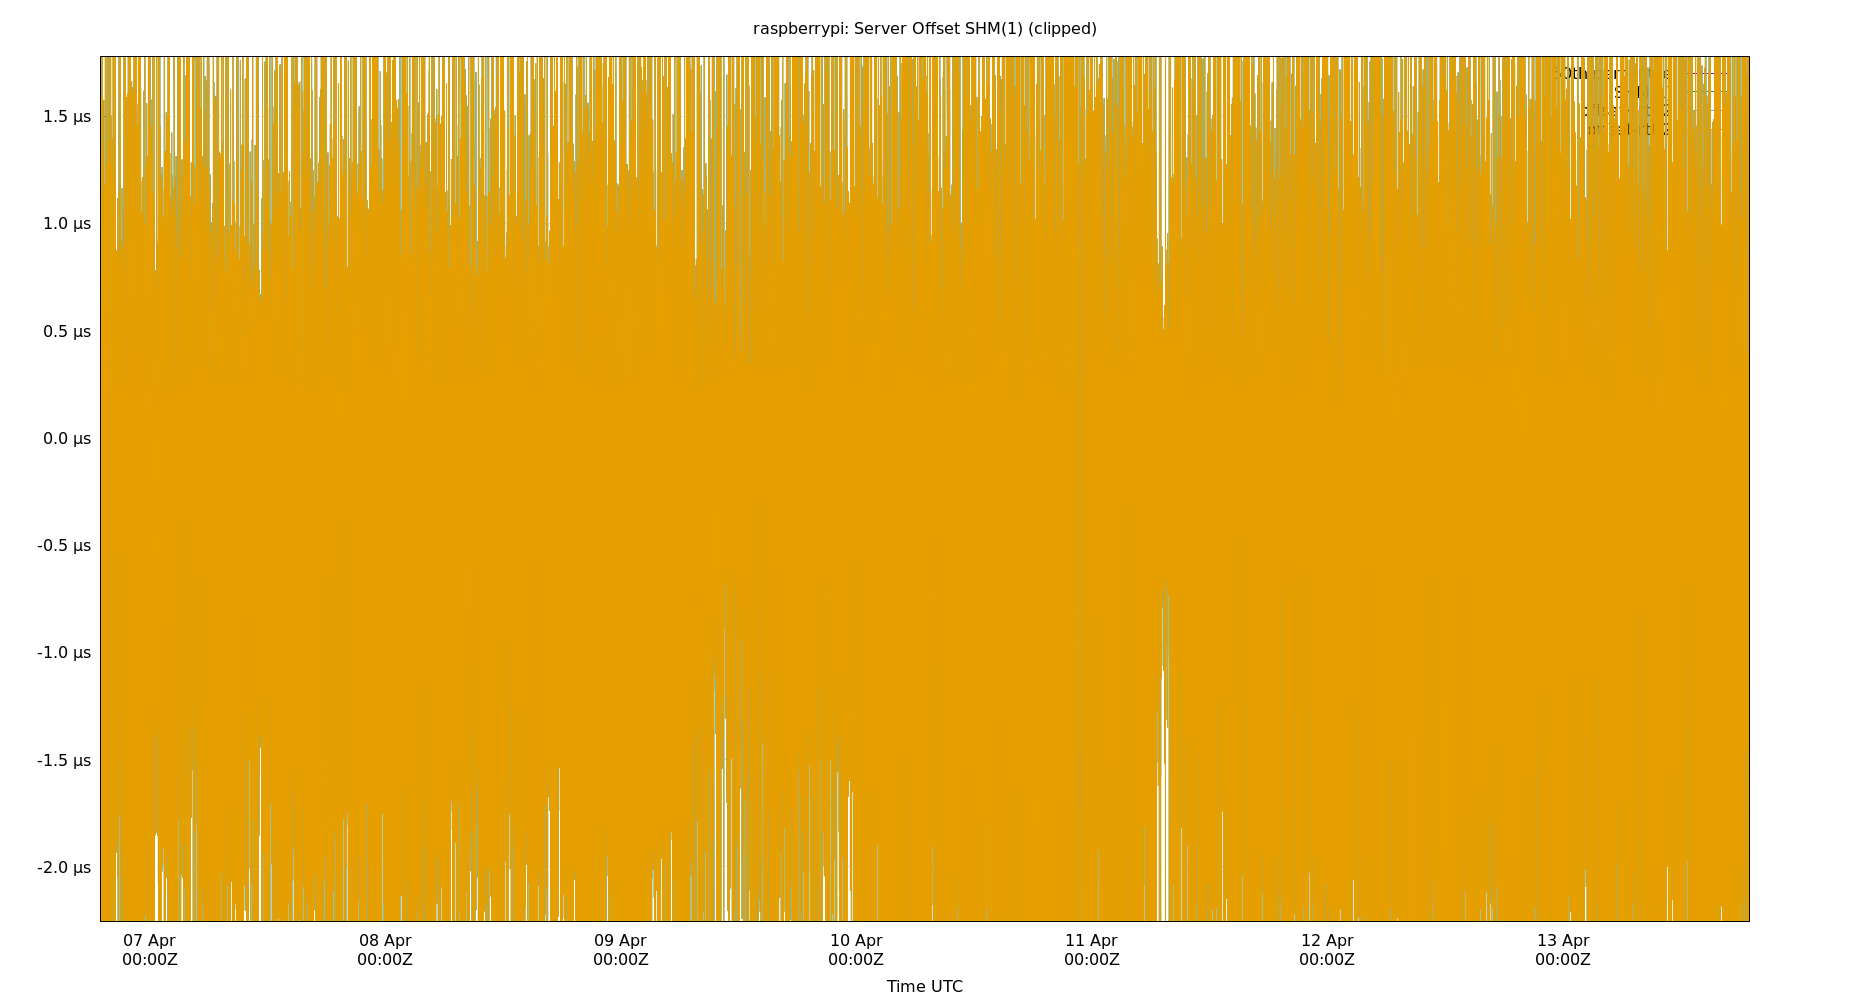 raspberrypi: Server Offset SHM(1) (clipped)
1.5 µs
1.0 µs
0.5 µs
0.0 µs
-0.5 µs
-1.0 µs
-1.5 µs
-2.0 µs
07 Apr 08 Apr 09 Apr 10 Apr 11 Apr 12 Apr 13 Apr
00:00Z 00:00Z 00:00Z 00:00Z 00:00Z 00:00Z 00:00Z
Time UTC